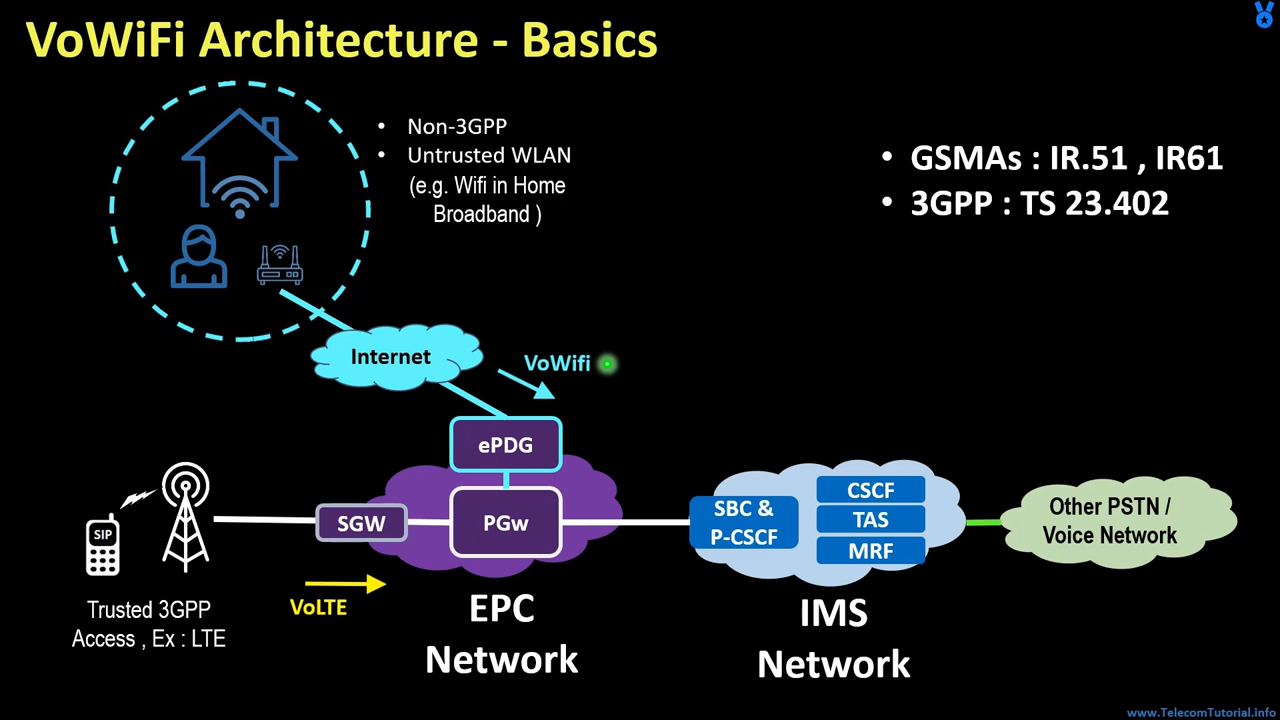 VoWiFi Architecture - Basics
• Non-3GPP
• Untrusted WLAN
(e.g. Wifi in Home
Broadband )
• GSMAs : IR.51 , IR61
• 3GPP : TS 23.402
Internet
VoWifi
ePDG
SGW
PGw
SIP
VoLTE
Trusted 3GPP
Access , Ex : LTE
EPC
Network
SBC &
P-CSCF
CSCF
TAS
MRF
IMS
Network
Other PSTN /
Voice Network
www.TelecomTutorial.info